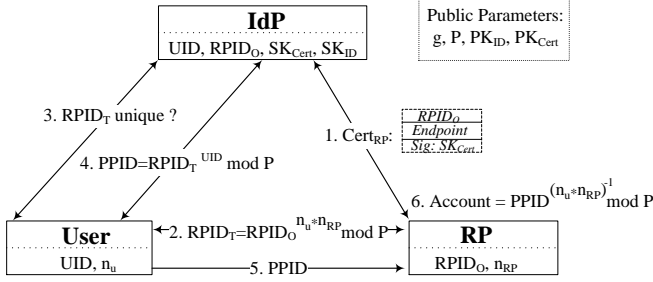 IdP
UID, RPID_O, SK_Cert, SK_ID
Public Parameters:
g, P, PK_ID, PK_Cert
3. RPID_T unique ?
1. Cert_RP:
RPID_O
Endpoint
Sig: SK_Cert
4. PPID=RPID_T^UID mod P
6. Account = PPID^(n_u*n_RP)^-1 mod P
User
UID, n_u
2. RPID_T=RPID_O^n_u*n_RP mod P
RP
RPID_O, n_RP
5. PPID